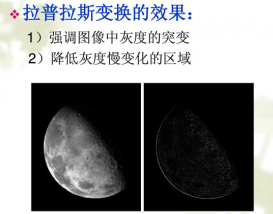 拉普拉斯变换的效果：
1）强调图像中灰度的突变
2）降低灰度慢变化的区域